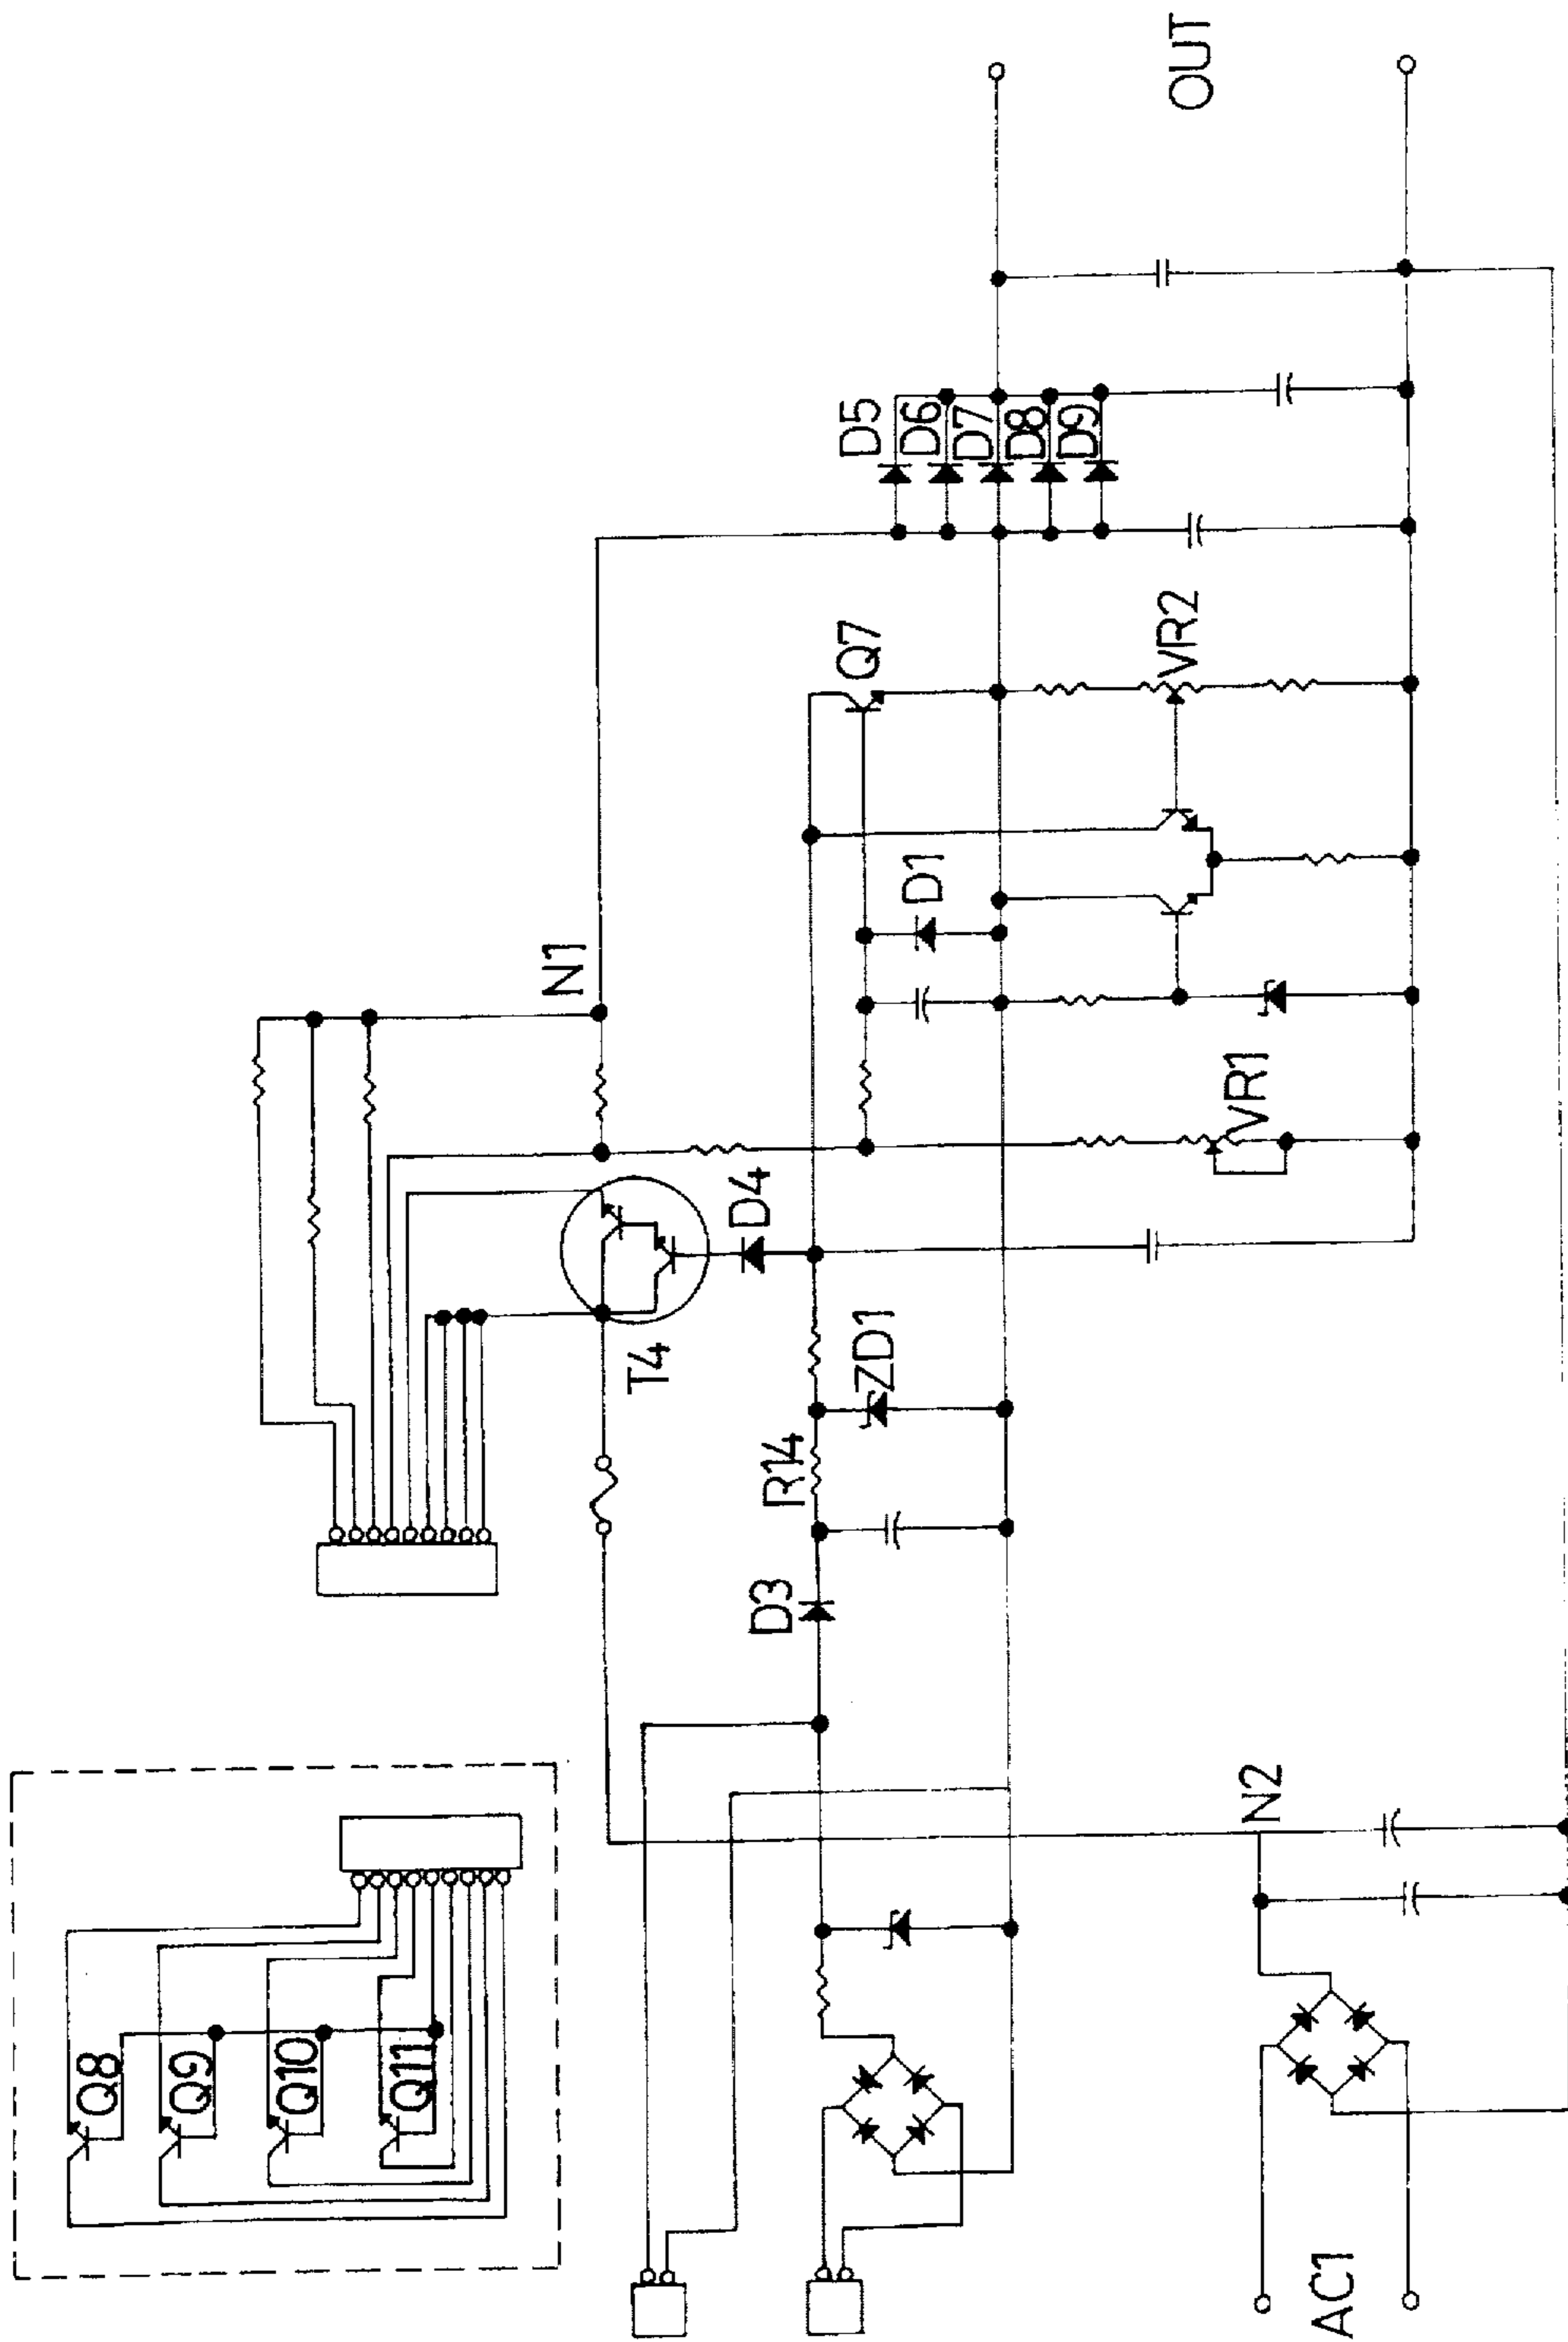 Q8
Q9
Q10
Q11
N1
T4
D4
D3
R14
ZD1
D1
Q7
D5
D6
D7
D8
D9
VR1
VR2
N2
AC1
OUT